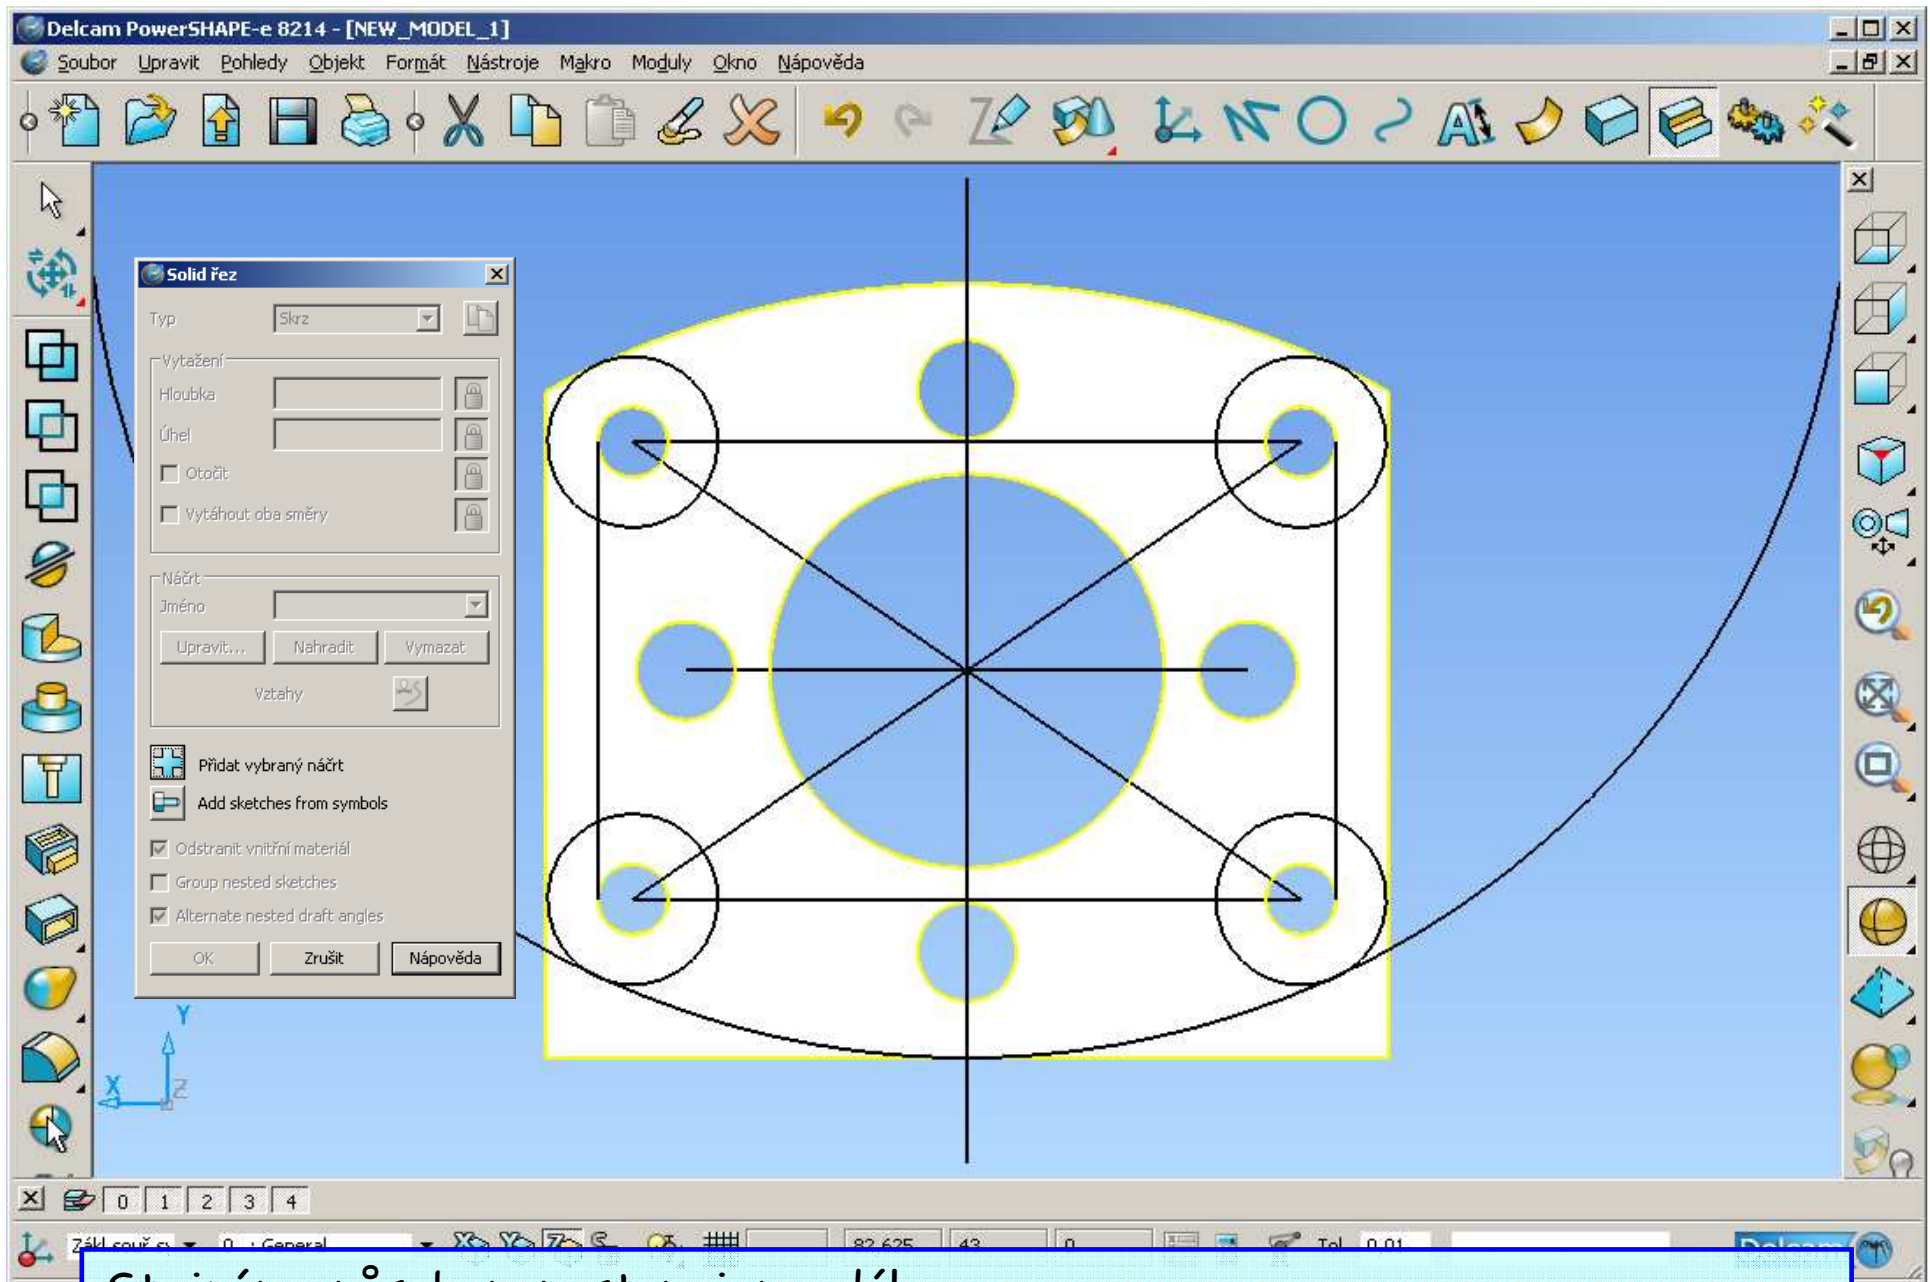 Delcam PowerSHAPE-e 8214 - [NEW_MODEL_1]
Soubor Upravit Pohledy Objekt Formát Nástroje Makro Moduly Okno Nápověda
Solid řez
Typ Skrz
Vytažení
Hloubka
Úhel
Otočit
Vytáhout oba směry
Náčrt
Jméno
Upravit... Nahradit Vymazat
Vztahy
Přidat vybraný náčrt
Add sketches from symbols
Odstranit vnitřní materiál
Group nested sketches
Alternate nested draft angles
OK Zrušit Nápověda
Y
X
Z
0 1 2 3 4
0 : General 82.625 43 0 Tol 0.01 Delcam